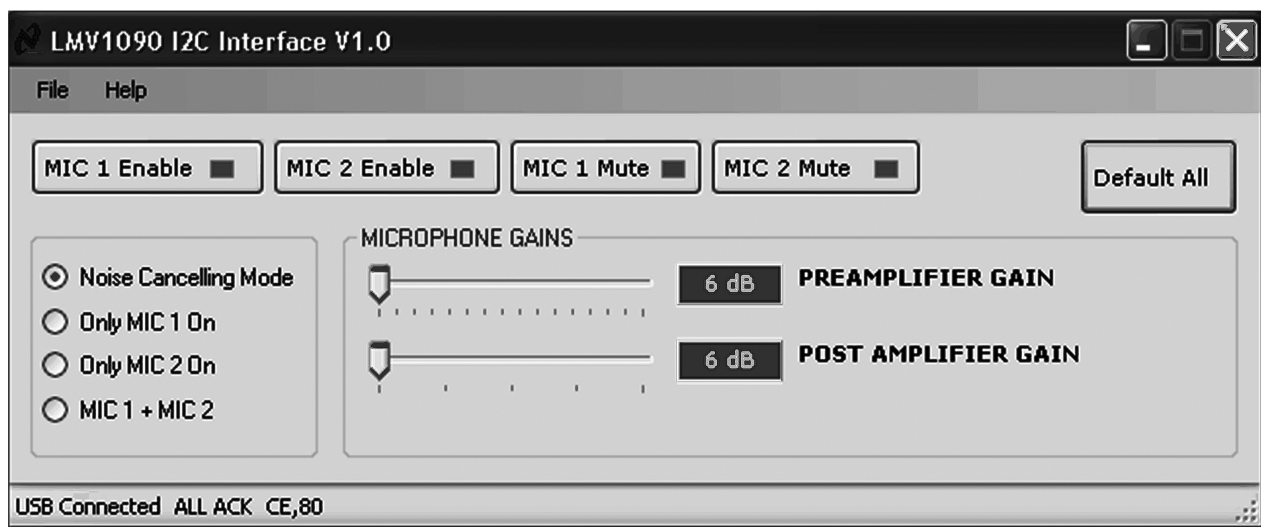 LMV1090 I2C Interface V1.0
File Help
MIC 1 Enable MIC 2 Enable MIC 1 Mute MIC 2 Mute Default All
Noise Cancelling Mode
Only MIC 1 On
Only MIC 2 On
MIC 1 + MIC 2
MICROPHONE GAINS
6 dB PREAMPLIFIER GAIN
6 dB POST AMPLIFIER GAIN
USB Connected ALL ACK CE,80